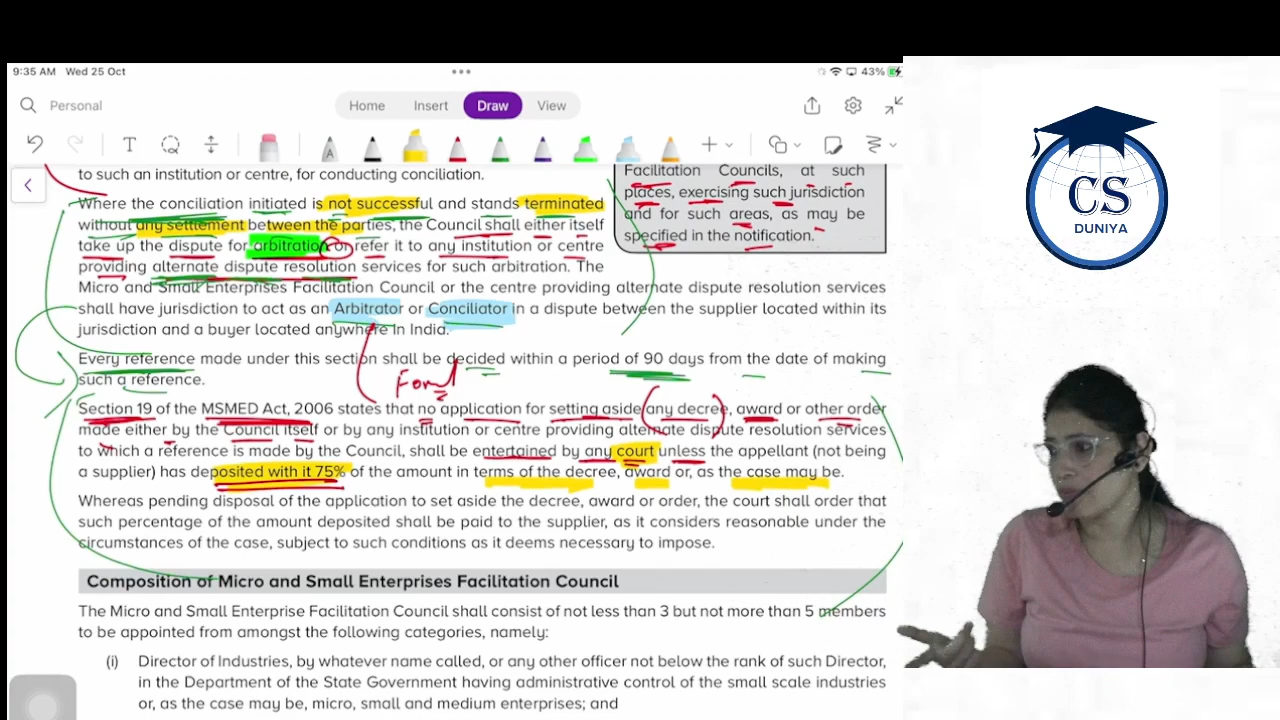 9:35 AM Wed 25 Oct
43%
Personal
Home Insert Draw View
to such an institution or centre, for conducting conciliation.
Where the conciliation initiated is not successful and stands terminated
without any settlement between the parties, the Council shall either itself
take up the dispute for arbitration refer it to any institution or centre
providing alternate dispute resolution services for such arbitration. The
Micro and Small Enterprises Facilitation Council or the centre providing alternate dispute resolution services
shall have jurisdiction to act as an Arbitrator or Conciliator in a dispute between the supplier located within its
jurisdiction and a buyer located anywhere in India.
Facilitation Councils, at such
places, exercising such jurisdiction
and for such areas, as may be
specified in the notification.
Every reference made under this section shall be decided within a period of 90 days from the date of making
such a reference.
Section 19 of the MSMED Act, 2006 states that no application for setting aside any decree, award or other order
made either by the Council itself or by any institution or centre providing alternate dispute resolution services
to which a reference is made by the Council, shall be entertained by any court unless the appellant (not being
a supplier) has deposited with it 75% of the amount in terms of the decree, award or, as the case may be.
Whereas pending disposal of the application to set aside the decree, award or order, the court shall order that
such percentage of the amount deposited shall be paid to the supplier, as it considers reasonable under the
circumstances of the case, subject to such conditions as it deems necessary to impose.
Composition of Micro and Small Enterprises Facilitation Council
The Micro and Small Enterprise Facilitation Council shall consist of not less than 3 but not more than 5 members
to be appointed from amongst the following categories, namely:
(i) Director of Industries, by whatever name called, or any other officer not below the rank of such Director,
in the Department of the State Government having administrative control of the small scale industries
or, as the case may be, micro, small and medium enterprises; and
CS
DUNIYA